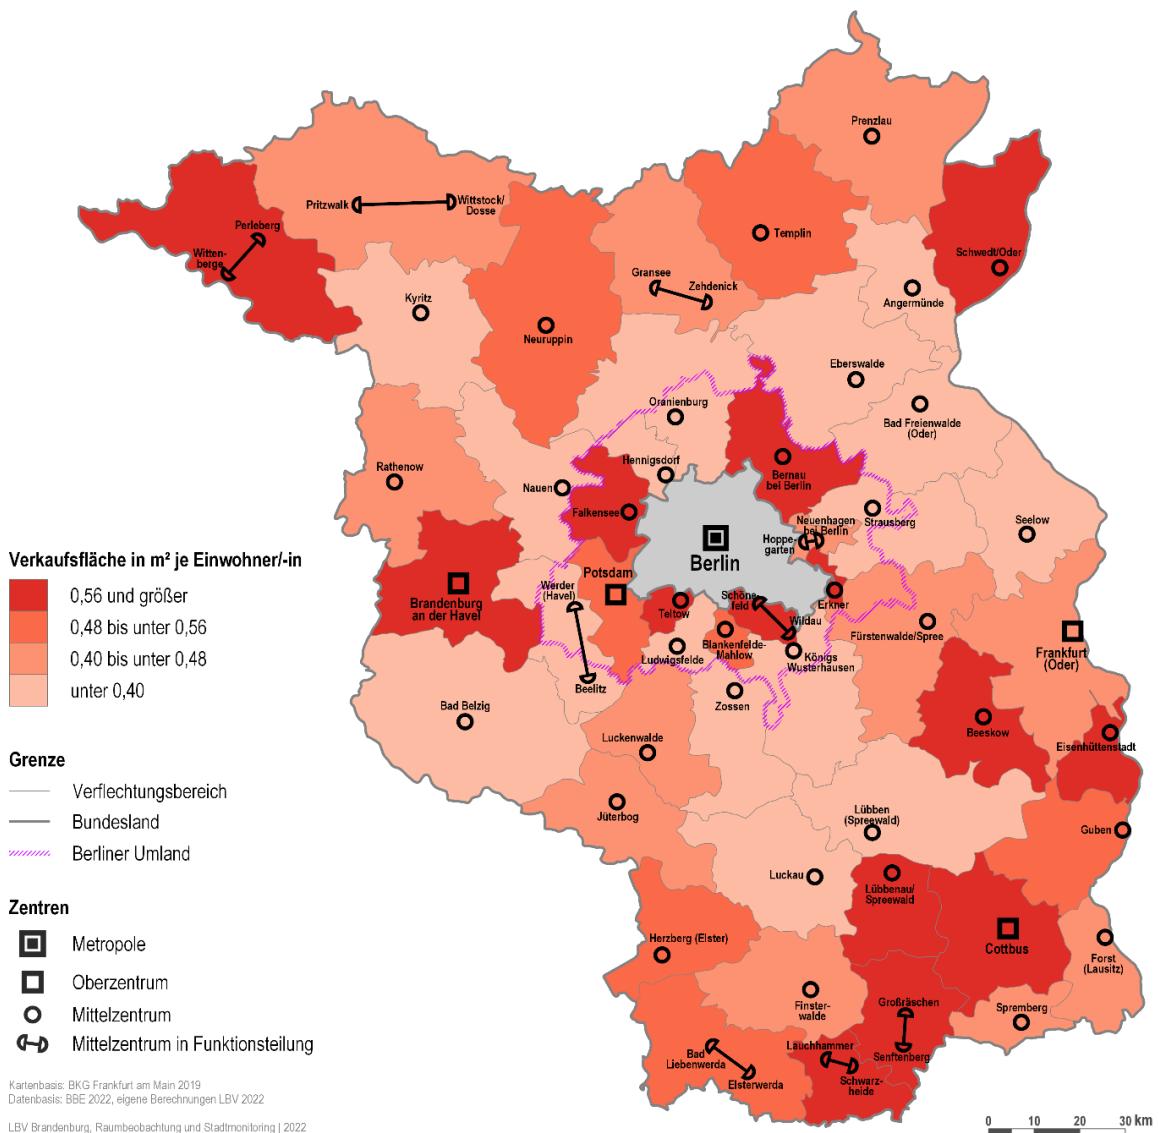 Prenzlau
Pritzwalk
Wittstock/
Dosse
Perleberg
Witten-
berge
Templin
Schwedt/Oder
Gransee
Zehdenick
Angermünde
Kyritz
Neuruppin
Eberswalde
Oranienburg
Bad Freienwalde
(Oder)
Hennigsdorf
Rathenow
Bernau
bei Berlin
Nauen
Falkensee
Neuenhagen
bei Berlin
Strausberg
Seelow
Hoppe-
garten
Berlin
Potsdam
Werder
(Havel)
Brandenburg
an der Havel
Teltow
Schöne-
feld
Erkner
Wildau
Fürstenwalde/Spree
Frankfurt
(Oder)
Blankenfelde-
Mahlow
Ludwigsfelde
Königs
Wusterhausen
Beelitz
Zossen
Bad Belzig
Beeskow
Luckenwalde
Eisenhüttenstadt
Jüterbog
Lübben
(Spreewald)
Guben
Luckau
Lübbenau/
Spreewald
Herzberg (Elster)
Cottbus
Forst
(Lausitz)
Finster-
walde
Großräschen
Spremberg
Lauchhammer
Senftenberg
Bad
Liebenwerda
Elsterwerda
Schwarz-
heide
Verkaufsfläche in m² je Einwohner/-in
0,56 und größer
0,48 bis unter 0,56
0,40 bis unter 0,48
unter 0,40
Grenze
Verflechtungsbereich
Bundesland
Berliner Umland
Zentren
Metropole
Oberzentrum
Mittelzentrum
Mittelzentrum in Funktionsteilung
Kartenbasis: BKG Frankfurt am Main 2019
Datenbasis: BBE 2022, eigene Berechnungen LBV 2022
LBV Brandenburg, Raumbeobachtung und Stadtmonitoring | 2022
0 10 20 30 km